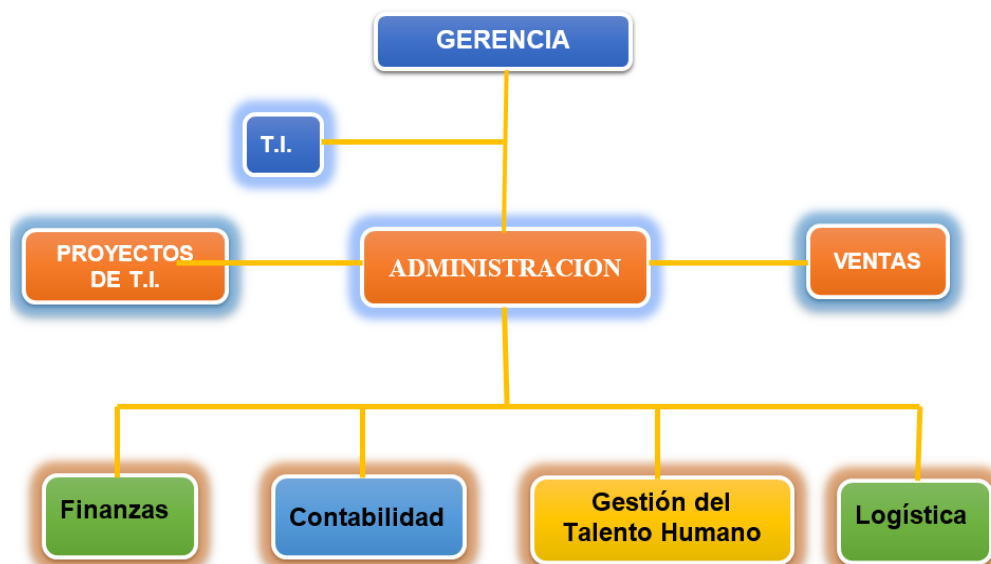 GERENCIA
T.I.
PROYECTOS
DE T.I.
ADMINISTRACION
VENTAS
Finanzas
Contabilidad
Gestión del
Talento Humano
Logística